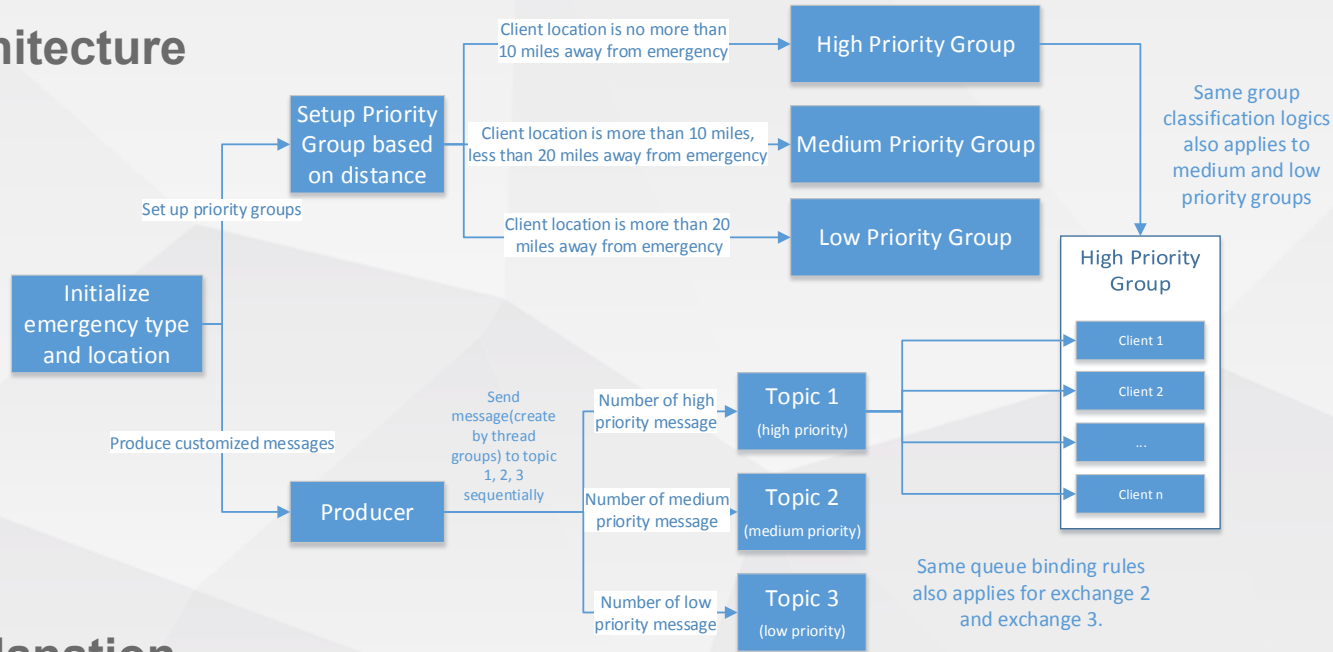 hitecture
Client location is no more than
10 miles away from emergency
High Priority Group
Setup Priority
Group based
on distance
Client location is more than 10 miles,
less than 20 miles away from emergency
Medium Priority Group
Same group
classification logics
also applies to
medium and low
priority groups
Set up priority groups
Client location is more than 20
miles away from emergency
Low Priority Group
High Priority
Group
Initialize
emergency type
and location
Client 1
Client 2
...
Client n
Produce customized messages
Producer
Send
message(create
by thread
groups) to topic
1, 2, 3
sequentially
Number of high
priority message
Topic 1
(high priority)
Number of medium
priority message
Topic 2
(medium priority)
Number of low
priority message
Topic 3
(low priority)
Same queue binding rules
also applies for exchange 2
and exchange 3.
lanation